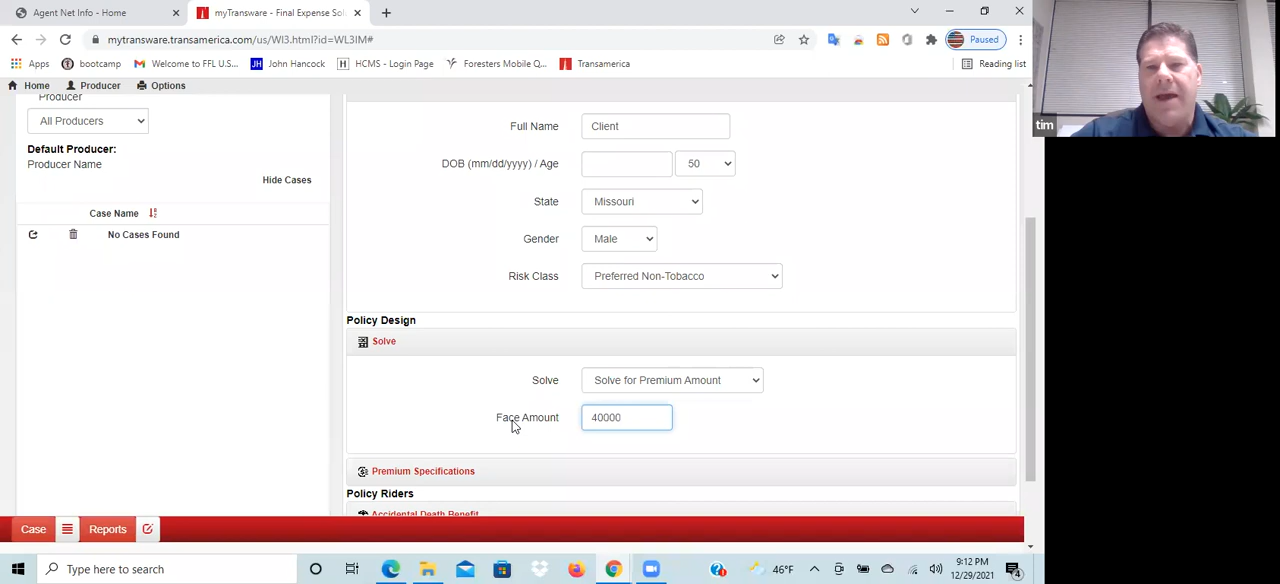 Agent Net Info - Home
myTransware - Final Expense Sol
mytransware.transamerica.com/us/WI3.html?id=WL3IM#
Paused
Apps
bootcamp
Welcome to FFL U.S...
JH
John Hancock
H
HCMS - Login Page
Foresters Mobile Q...
Transamerica
Reading list
Home
Producer
Options
Producer
All Producers
Default Producer:
Producer Name
Hide Cases
Case Name
No Cases Found
Full Name
Client
DOB (mm/dd/yyyy) / Age
50
State
Missouri
Gender
Male
Risk Class
Preferred Non-Tobacco
Policy Design
Solve
Solve
Solve for Premium Amount
Face Amount
40000
Premium Specifications
Policy Riders
Accidental Death Benefit
Case
Reports
Type here to search
46°F
9:12 PM
12/29/2021
4
tim